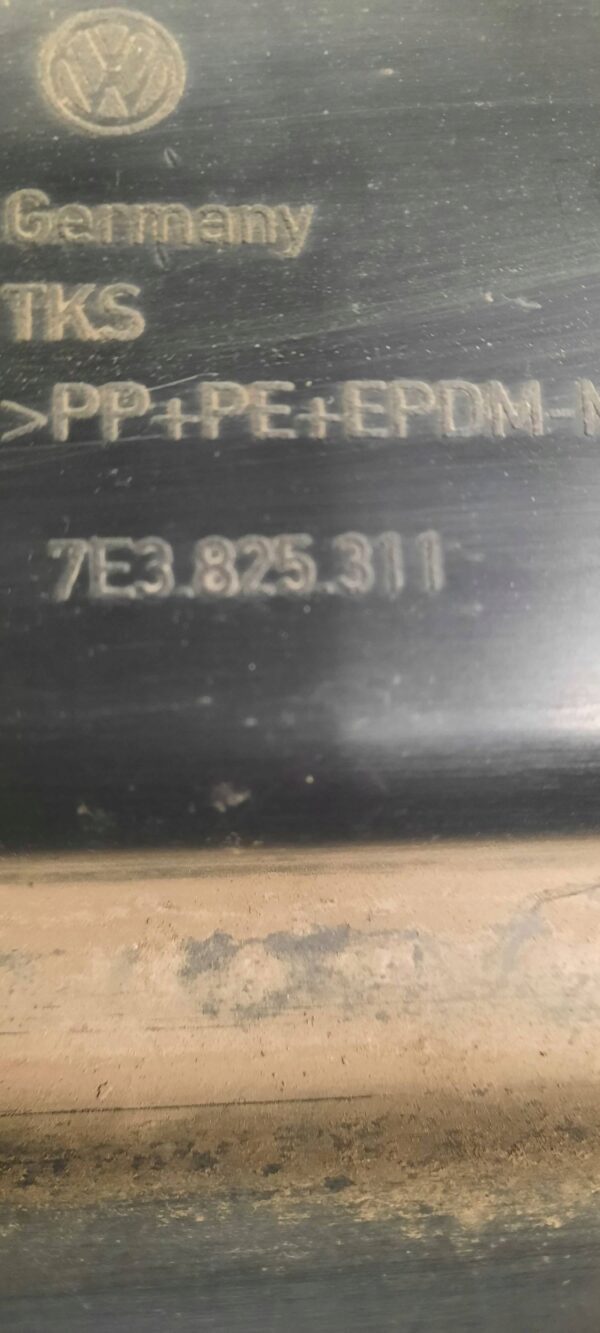 Germany
TKS
>PP+PE+EPDM-
7E3.825.311